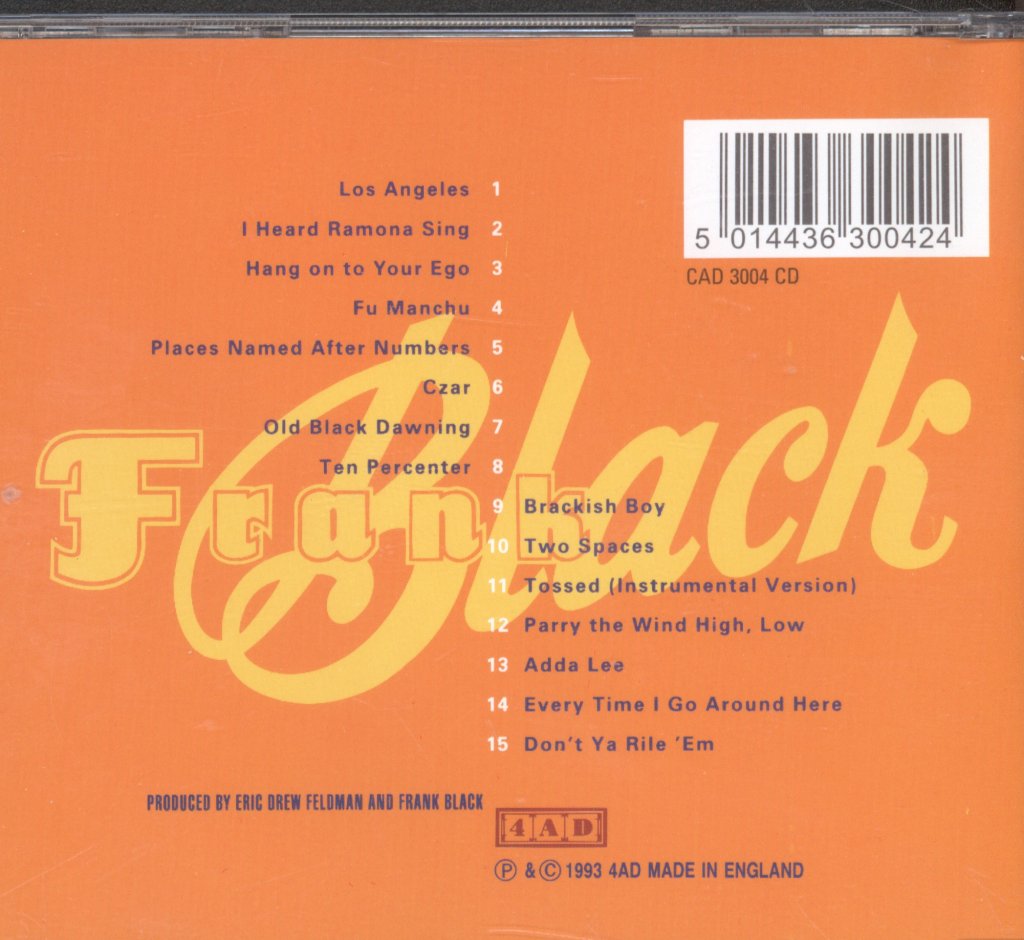 5 014436 300424
CAD 3004 CD
Los Angeles 1
I Heard Ramona Sing 2
Hang on to Your Ego 3
Fu Manchu 4
Places Named After Numbers 5
Czar 6
Old Black Dawning 7
Ten Percenter 8
Frank Black
9 Brackish Boy
10 Two Spaces
11 Tossed (Instrumental Version)
12 Parry the Wind High, Low
13 Adda Lee
14 Every Time I Go Around Here
15 Don't Ya Rile 'Em
PRODUCED BY ERIC DREW FELDMAN AND FRANK BLACK
4AD
Ⓟ & © 1993 4AD MADE IN ENGLAND